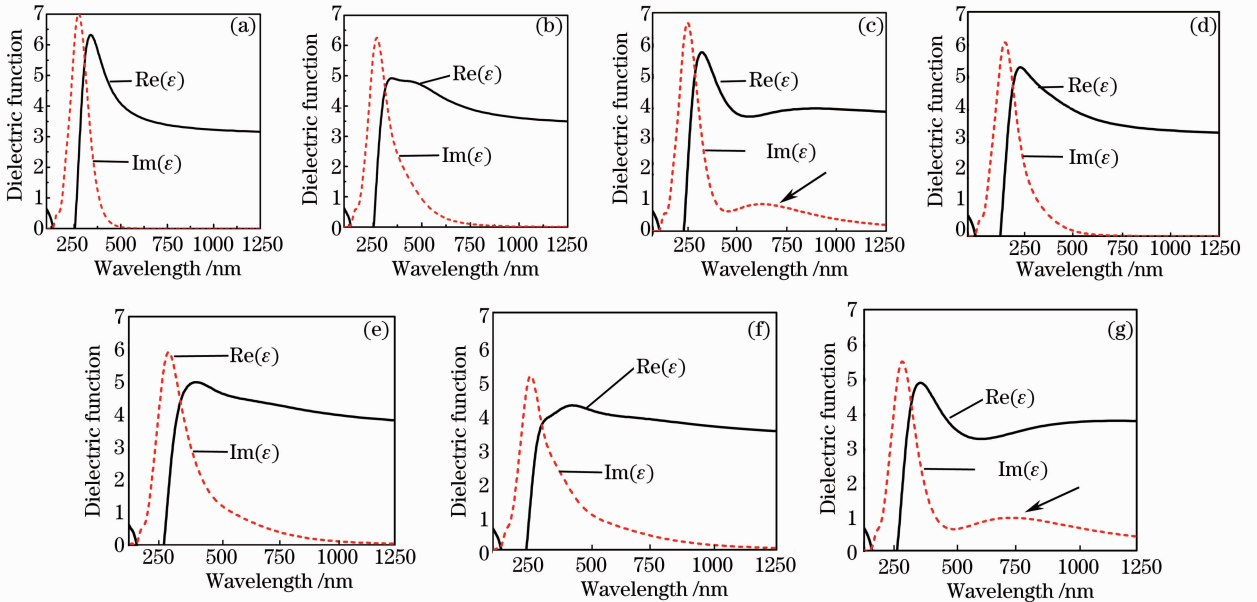 (a)
Dielectric function
7
6
5
4
3
2
1
0
Re(ε)
Im(ε)
250 500 750 1000 1250
Wavelength /nm
(b)
Dielectric function
7
6
5
4
3
2
1
0
Re(ε)
Im(ε)
250 500 750 1000 1250
Wavelength /nm
(c)
Dielectric function
7
6
5
4
3
2
1
0
Re(ε)
Im(ε)
250 500 750 1000 1250
Wavelength /nm
(d)
Dielectric function
7
6
5
4
3
2
1
0
Re(ε)
Im(ε)
250 500 750 1000 1250
Wavelength /nm
(e)
Dielectric function
7
6
5
4
3
2
1
0
Re(ε)
Im(ε)
250 500 750 1000 1250
Wavelength /nm
(f)
Dielectric function
7
6
5
4
3
2
1
0
Re(ε)
Im(ε)
250 500 750 1000 1250
Wavelength /nm
(g)
Dielectric function
7
6
5
4
3
2
1
0
Re(ε)
Im(ε)
250 500 750 1000 1250
Wavelength /nm